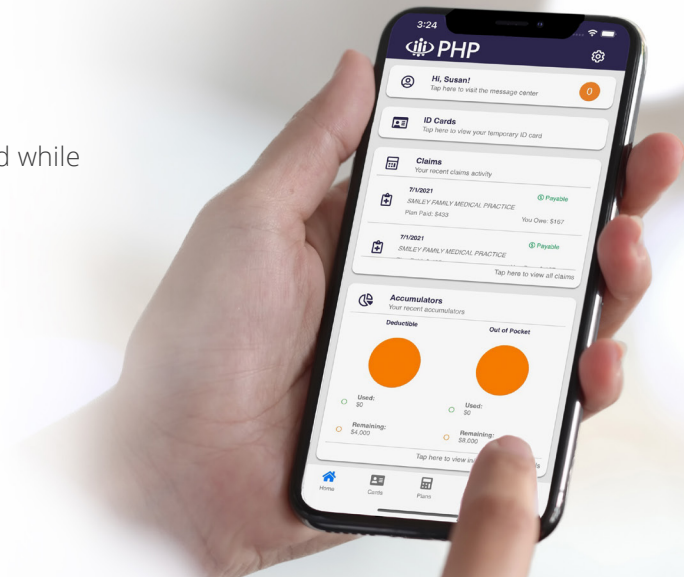 d while
3:24
PHP
Hi, Susan!
Tap here to visit the message center
0
ID Cards
Tap here to view your temporary ID card
Claims
Your recent claims activity
7/1/2021
Payable
SMILEY FAMILY MEDICAL PRACTICE
Plan Paid: $433
You Owe: $167
7/1/2021
Payable
SMILEY FAMILY MEDICAL PRACTICE
Tap here to view all claims
Accumulators
Your recent accumulators
Deductible
Out of Pocket
Used:
$0
Used:
$0
Remaining:
$4,000
Remaining:
$8,000
Tap here to view
Home
Cards
Plans